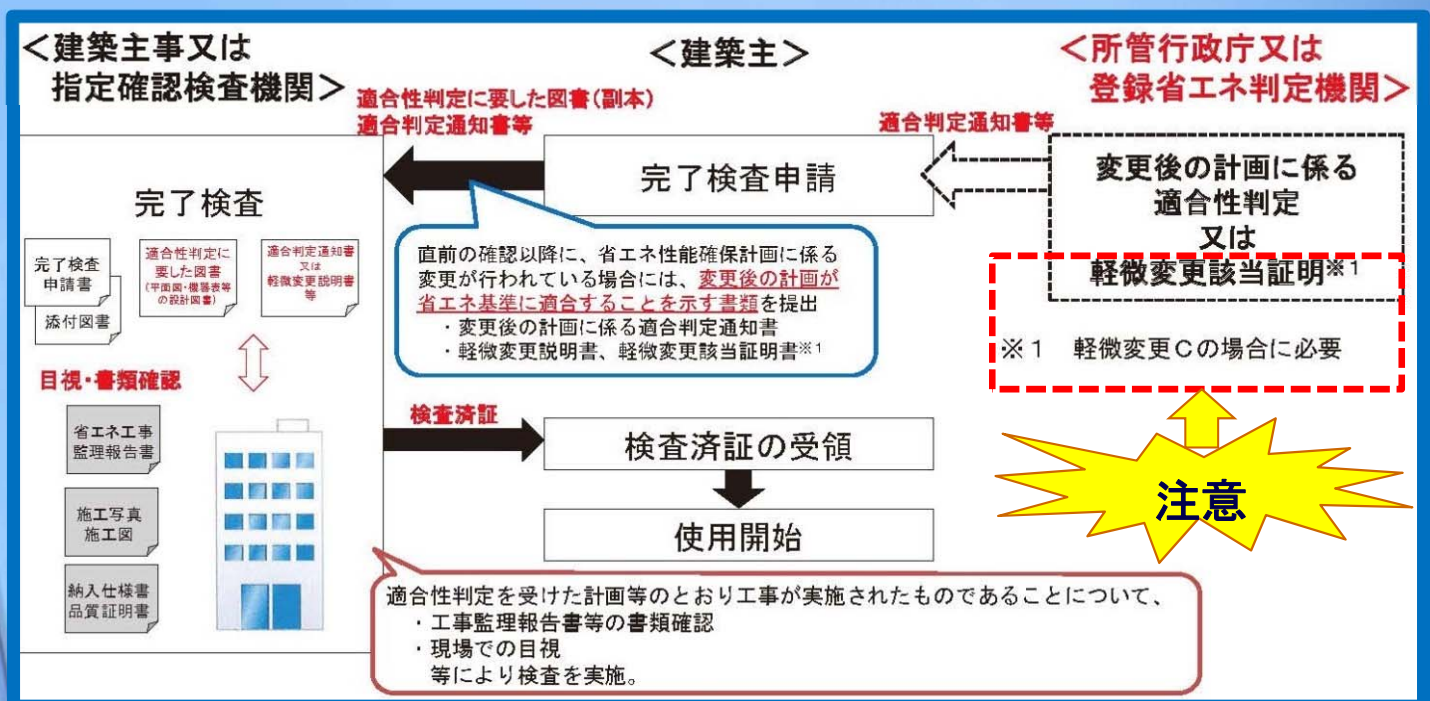 ＜建築主事又は
指定確認検査機関＞
＜建築主＞
＜所管行政庁又は
登録省エネ判定機関＞
適合性判定に要した図書(副本)
適合判定通知書等
適合判定通知書等
完了検査
完了検査申請
変更後の計画に係る
適合性判定
又は
軽微変更該当証明※1
※1 軽微変更Cの場合に必要
注意
完了検査
申請書
添付図書
適合性判定に
要した図書
(平面図・機器表等
の設計図書)
適合判定通知書
又は
軽微変更説明書
等
直前の確認以降に、省エネ性能確保計画に係る
変更が行われている場合には、変更後の計画が
省エネ基準に適合することを示す書類を提出
・変更後の計画に係る適合判定通知書
・軽微変更説明書、軽微変更該当証明書※1
目視・書類確認
省エネ工事
監理報告書
施工写真
施工図
納入仕様書
品質証明書
検査済証
検査済証の受領
使用開始
適合性判定を受けた計画等のとおり工事が実施されたものであることについて、
・工事監理報告書等の書類確認
・現場での目視
等により検査を実施。